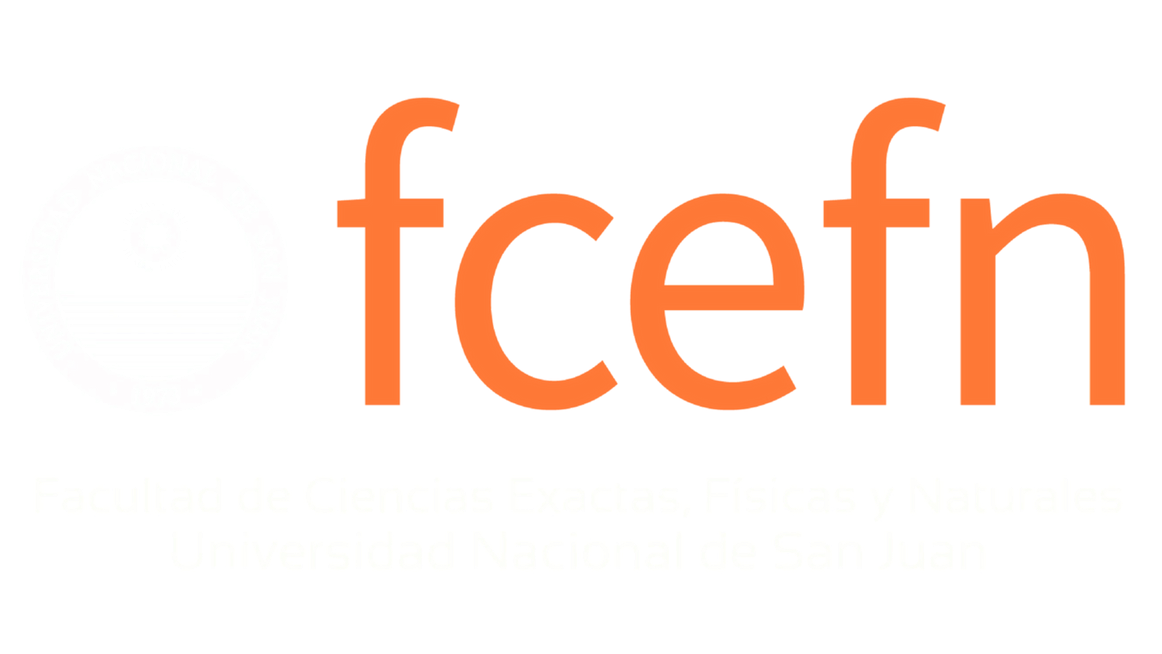 fcefn
Facultad de Ciencias Exactas, Físicas y Naturales
Universidad Nacional de San Juan